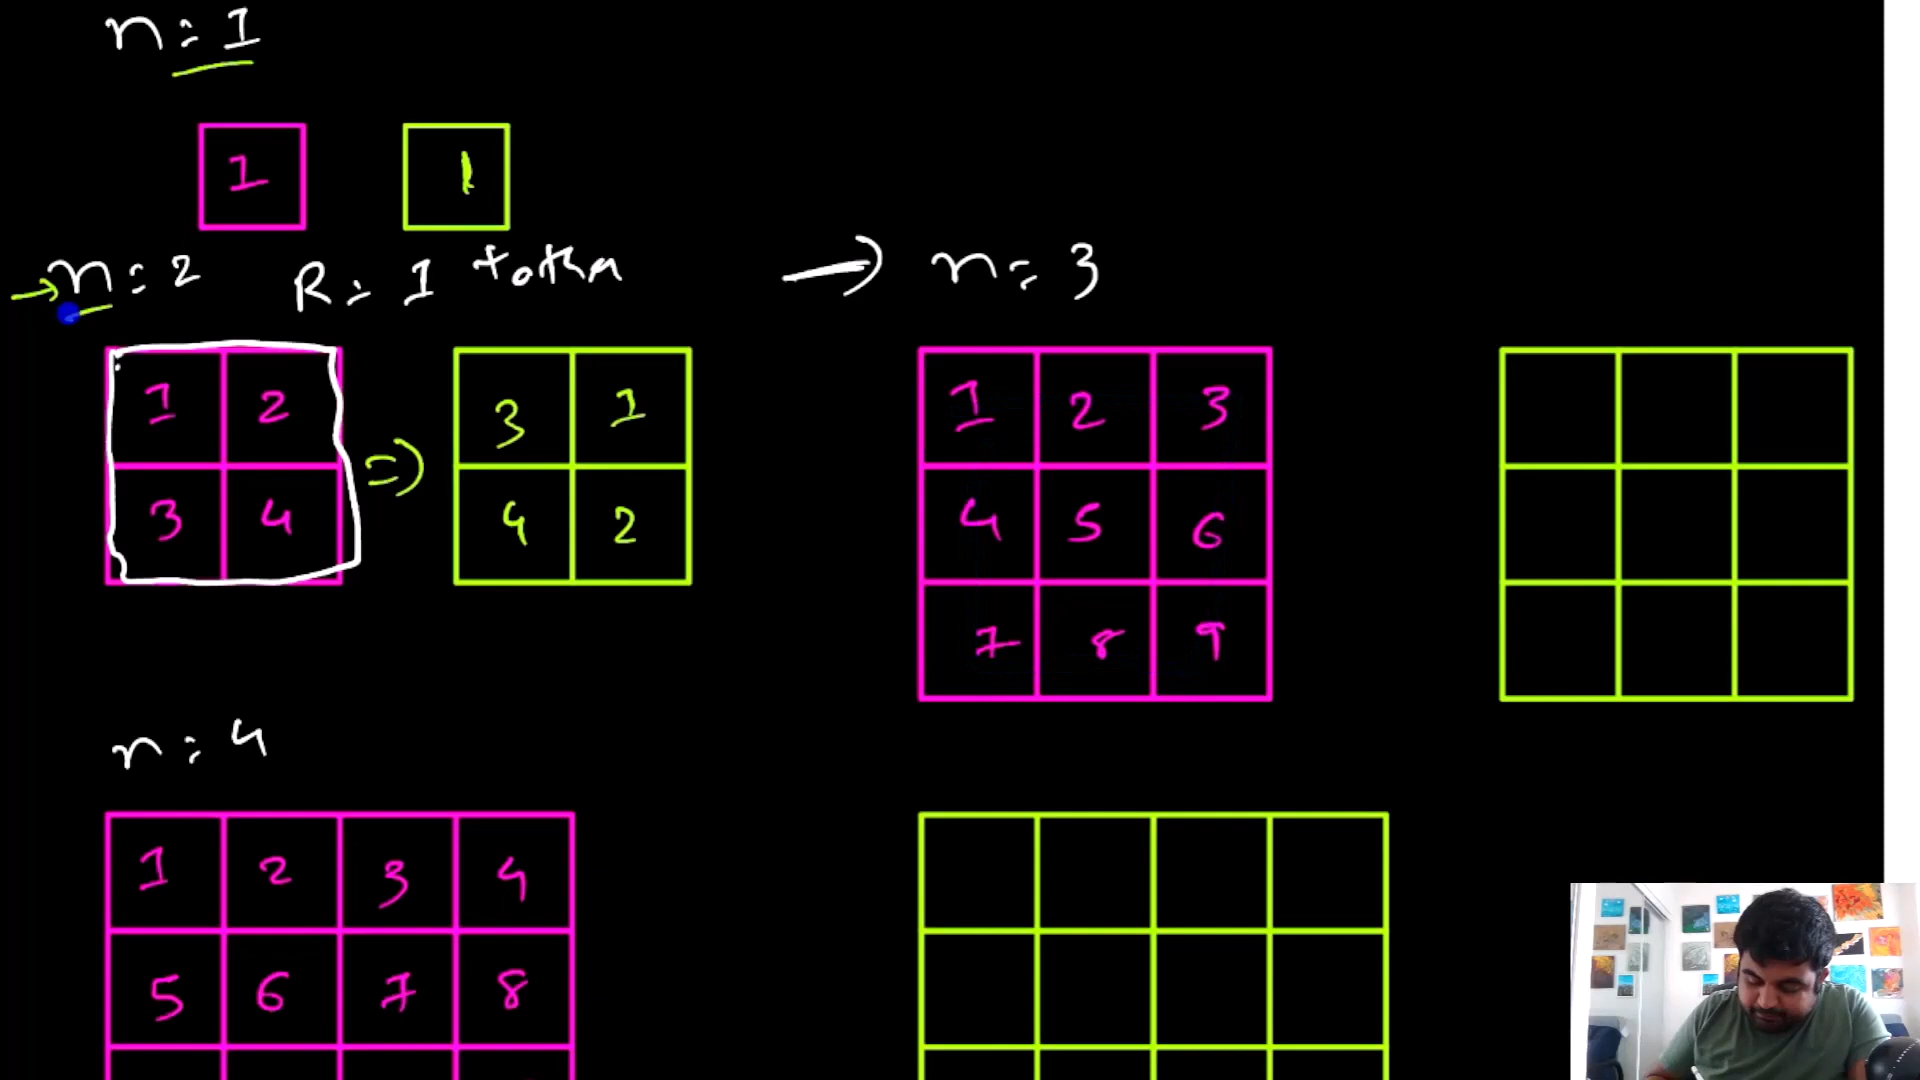 n = 1
1 1
→ n = 2 R = 1 → n = 3
1 2
3 4
⇒
3 1
4 2
1 2 3
4 5 6
7 8 9
n = 4
1 2 3 4
5 6 7 8